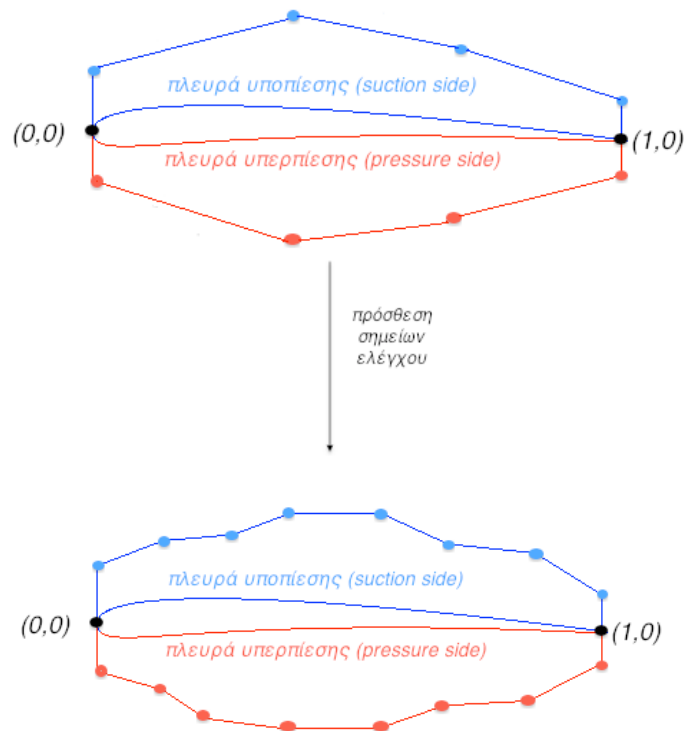 πλευρά υποπίεσης (suction side)
(0,0)
(1,0)
πλευρά υπερπίεσης (pressure side)
πρόσθεση
σημείων
ελέγχου
πλευρά υποπίεσης (suction side)
(0,0)
(1,0)
πλευρά υπερπίεσης (pressure side)